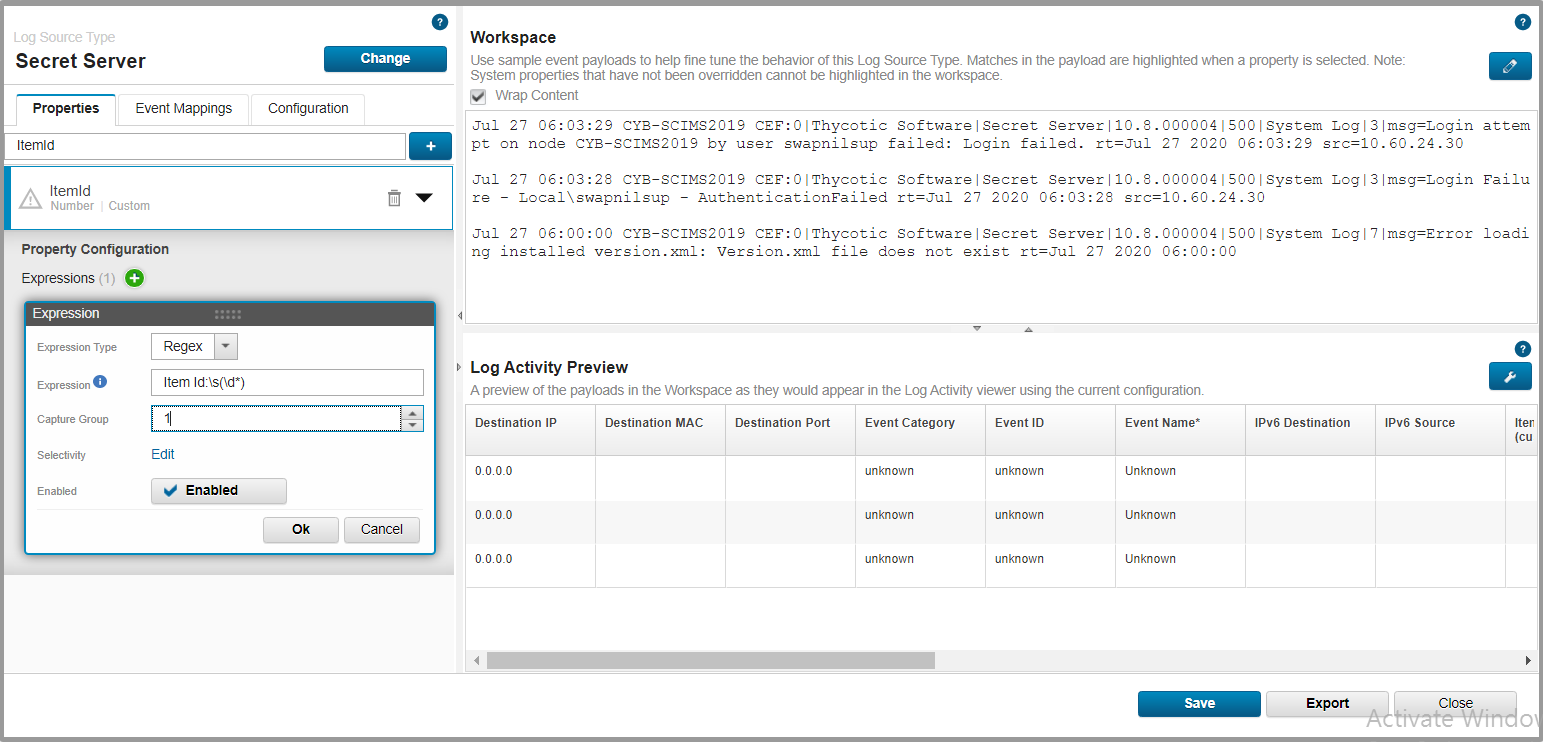 Log Source Type
Secret Server
Change
Properties
Event Mappings
Configuration
ItemId
+
ItemId
Number | Custom
Property Configuration
Expressions (1)
Expression
Expression Type
Regex
Expression
Item Id:\s(\d*)
Capture Group
1
Selectivity
Edit
Enabled
Enabled
Ok
Cancel
?
Workspace
Use sample event payloads to help fine tune the behavior of this Log Source Type. Matches in the payload are highlighted when a property is selected. Note:
System properties that have not been overridden cannot be highlighted in the workspace.
Wrap Content
Jul 27 06:03:29 CYB-SCIMS2019 CEF:0|Thycotic Software|Secret Server|10.8.000004|500|System Log|3|msg=Login attem
pt on node CYB-SCIMS2019 by user swapnilsup failed: Login failed. rt=Jul 27 2020 06:03:29 src=10.60.24.30
Jul 27 06:03:28 CYB-SCIMS2019 CEF:0|Thycotic Software|Secret Server|10.8.000004|500|System Log|3|msg=Login Failu
re - Local\swapnilsup - AuthenticationFailed rt=Jul 27 2020 06:03:28 src=10.60.24.30
Jul 27 06:00:00 CYB-SCIMS2019 CEF:0|Thycotic Software|Secret Server|10.8.000004|500|System Log|7|msg=Error loadi
ng installed version.xml: Version.xml file does not exist rt=Jul 27 2020 06:00:00
?
?
Log Activity Preview
A preview of the payloads in the Workspace as they would appear in the Log Activity viewer using the current configuration.
Destination IP Destination MAC Destination Port Event Category Event ID Event Name* IPv6 Destination IPv6 Source Item
(cu
0.0.0.0 unknown unknown Unknown
0.0.0.0 unknown unknown Unknown
0.0.0.0 unknown unknown Unknown
Save
Export
Close
Activate Window